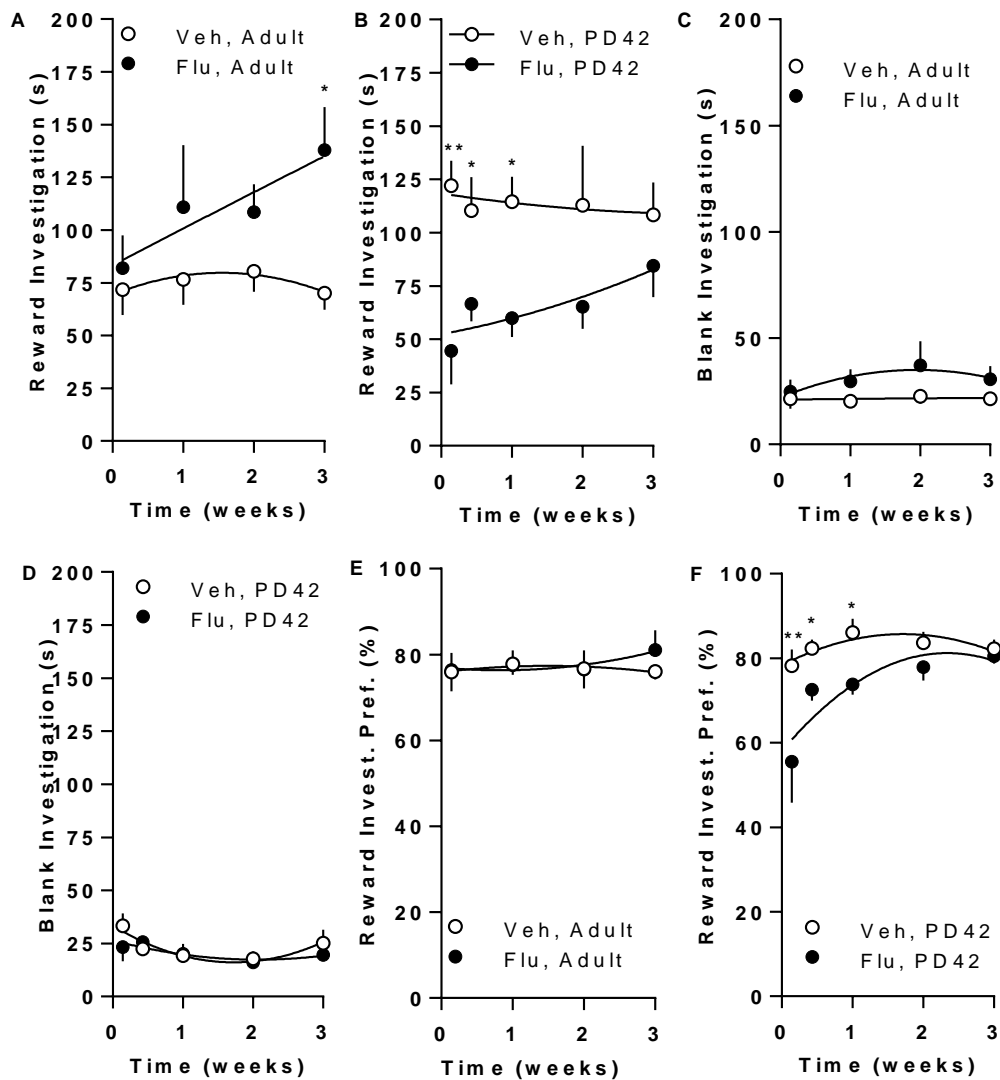 A
200
175
150
125
100
75
50
25
0
0
1
2
3
Reward Investigation (s)
Time (weeks)
Veh, Adult
Flu, Adult
*
B
200
175
150
125
100
75
50
25
0
0
1
2
3
Reward Investigation (s)
Time (weeks)
Veh, PD42
Flu, PD42
**
*
*
C
200
150
100
50
0
0
1
2
3
Blank Investigation (s)
Time (weeks)
Veh, Adult
Flu, Adult
D
200
175
150
125
100
75
50
25
0
0
1
2
3
Blank Investigation (s)
Time (weeks)
Veh, PD42
Flu, PD42
E
100
80
60
40
20
0
0
1
2
3
Reward Invest. Pref. (%)
Time (weeks)
Veh, Adult
Flu, Adult
F
100
80
60
40
20
0
0
1
2
3
Reward Invest. Pref. (%)
Time (weeks)
Veh, PD42
Flu, PD42
**
*
*